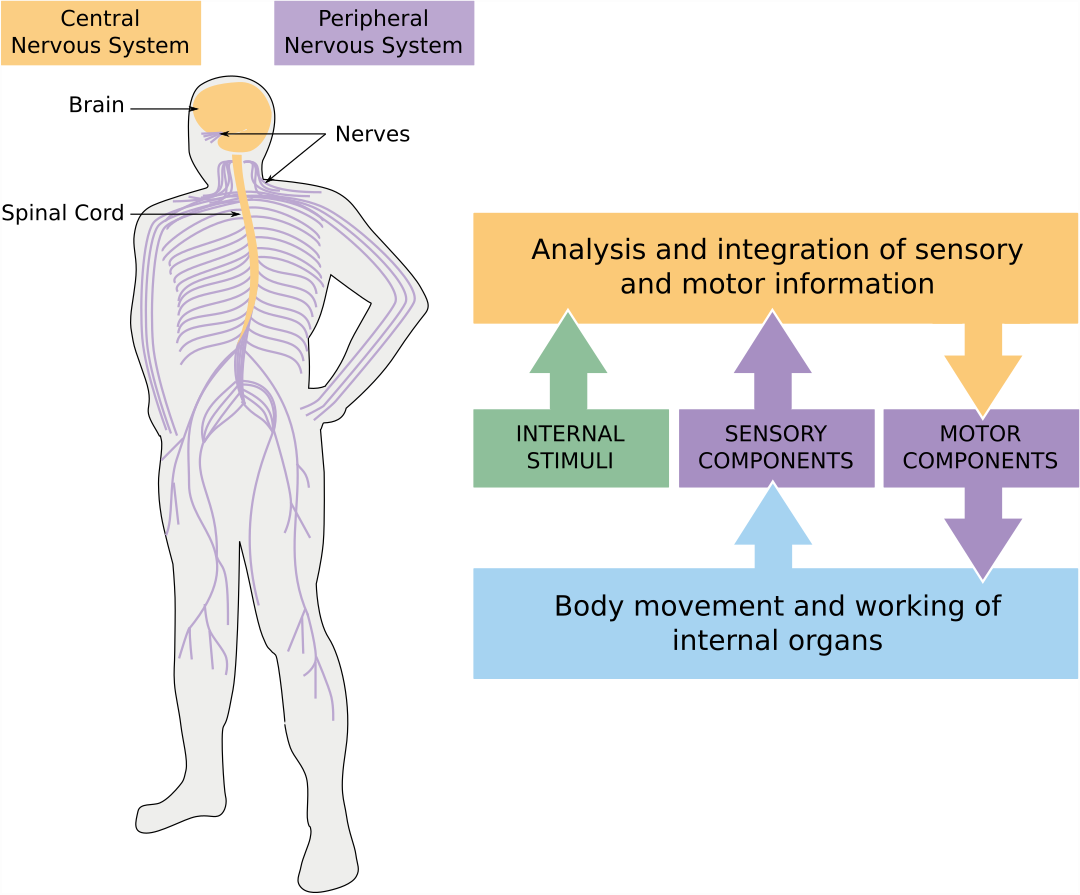 Central
Nervous System
Peripheral
Nervous System
Brain
Nerves
Spinal Cord
Analysis and integration of sensory
and motor information
INTERNAL
STIMULI
SENSORY
COMPONENTS
MOTOR
COMPONENTS
Body movement and working of
internal organs